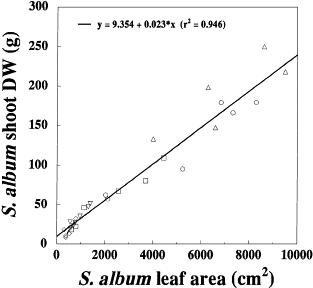 300
y = 9.354 + 0.023*x (r² = 0.946)
250
200
150
100
50
0
S. album shoot DW (g)
0 2000 4000 6000 8000 10000
S. album leaf area (cm²)